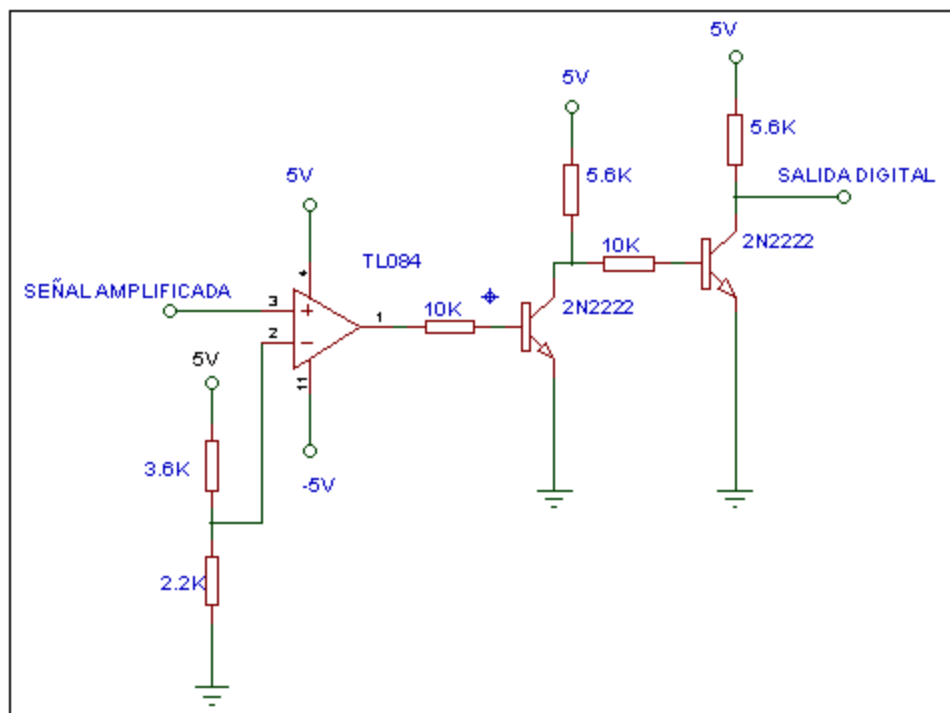 5V
5V
5.6K
5.6K
5V
SALIDA DIGITAL
TL084
10K
2N2222
4
SEÑAL AMPLIFICADA
3
1
10K
2N2222
2
5V
11
3.6K
-5V
2.2K